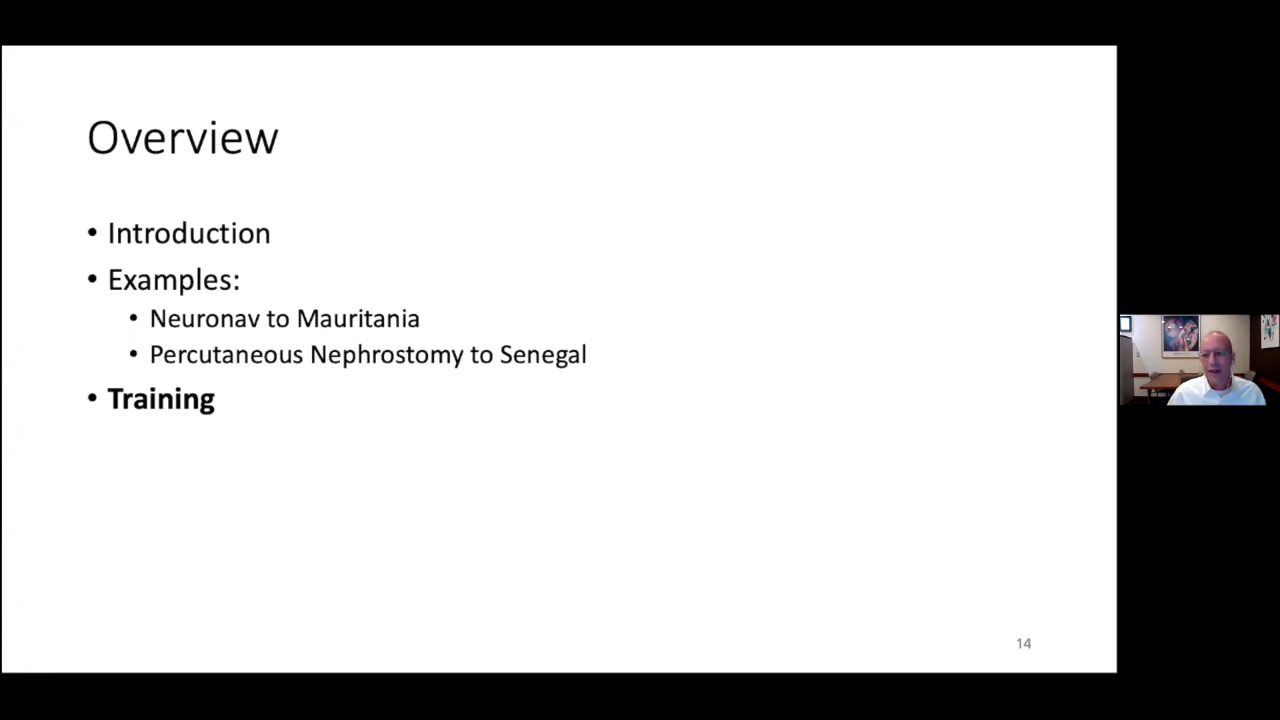 Overview
• Introduction
• Examples:
• Neuronav to Mauritania
• Percutaneous Nephrostomy to Senegal
• Training
14